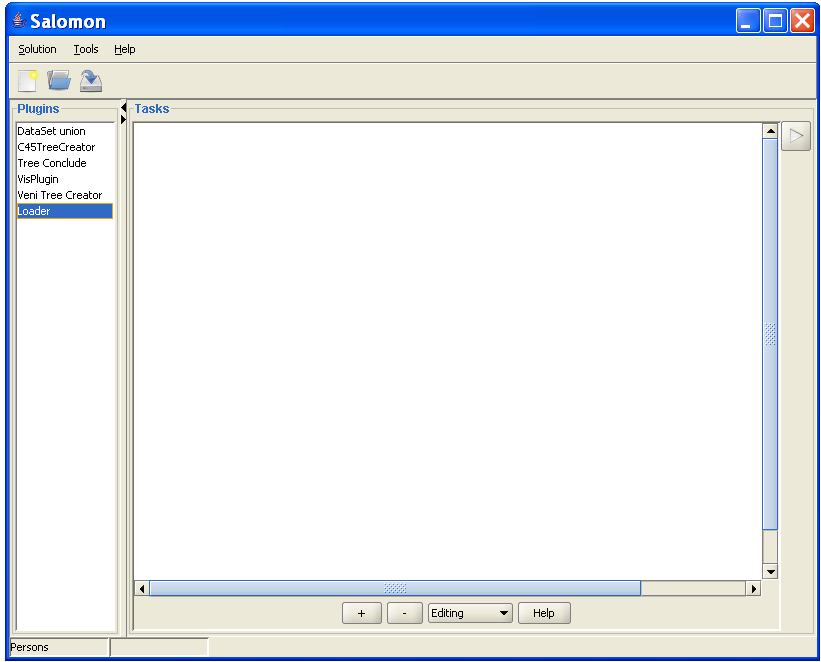 Salomon
Solution Tools Help
Plugins
Tasks
DataSet union
C45TreeCreator
Tree Conclude
VisPlugin
Veni Tree Creator
Loader
+ - Editing Help
Persons